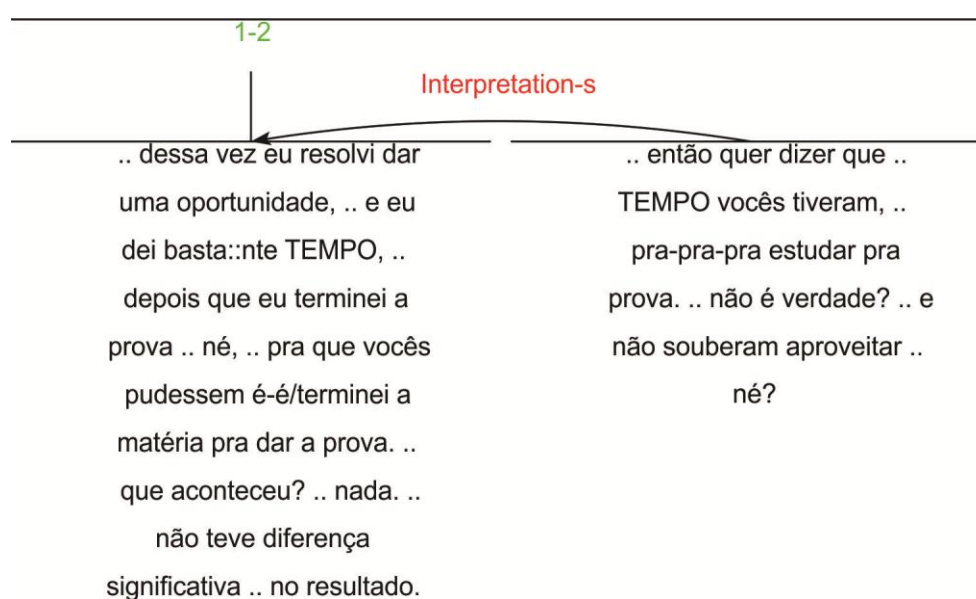 1-2
Interpretation-s
.. dessa vez eu resolvi dar
uma oportunidade, .. e eu
dei basta::nte TEMPO, ..
depois que eu terminei a
prova .. né, .. pra que vocês
pudessem é-é/terminei a
matéria pra dar a prova. ..
que aconteceu? .. nada. ..
não teve diferença
significativa .. no resultado.
.. então quer dizer que ..
TEMPO vocês tiveram, ..
pra-pra-pra estudar pra
prova. .. não é verdade? .. e
não souberam aproveitar ..
né?